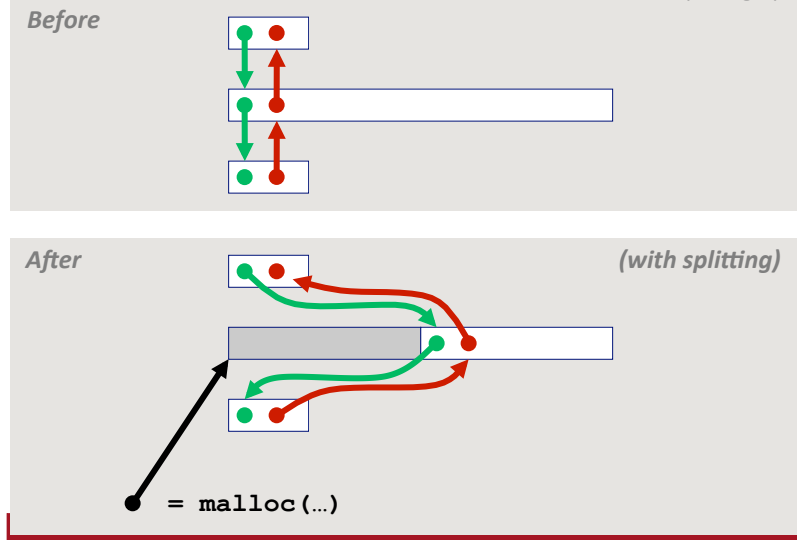 Before
After
(with splitting)
= malloc(…)